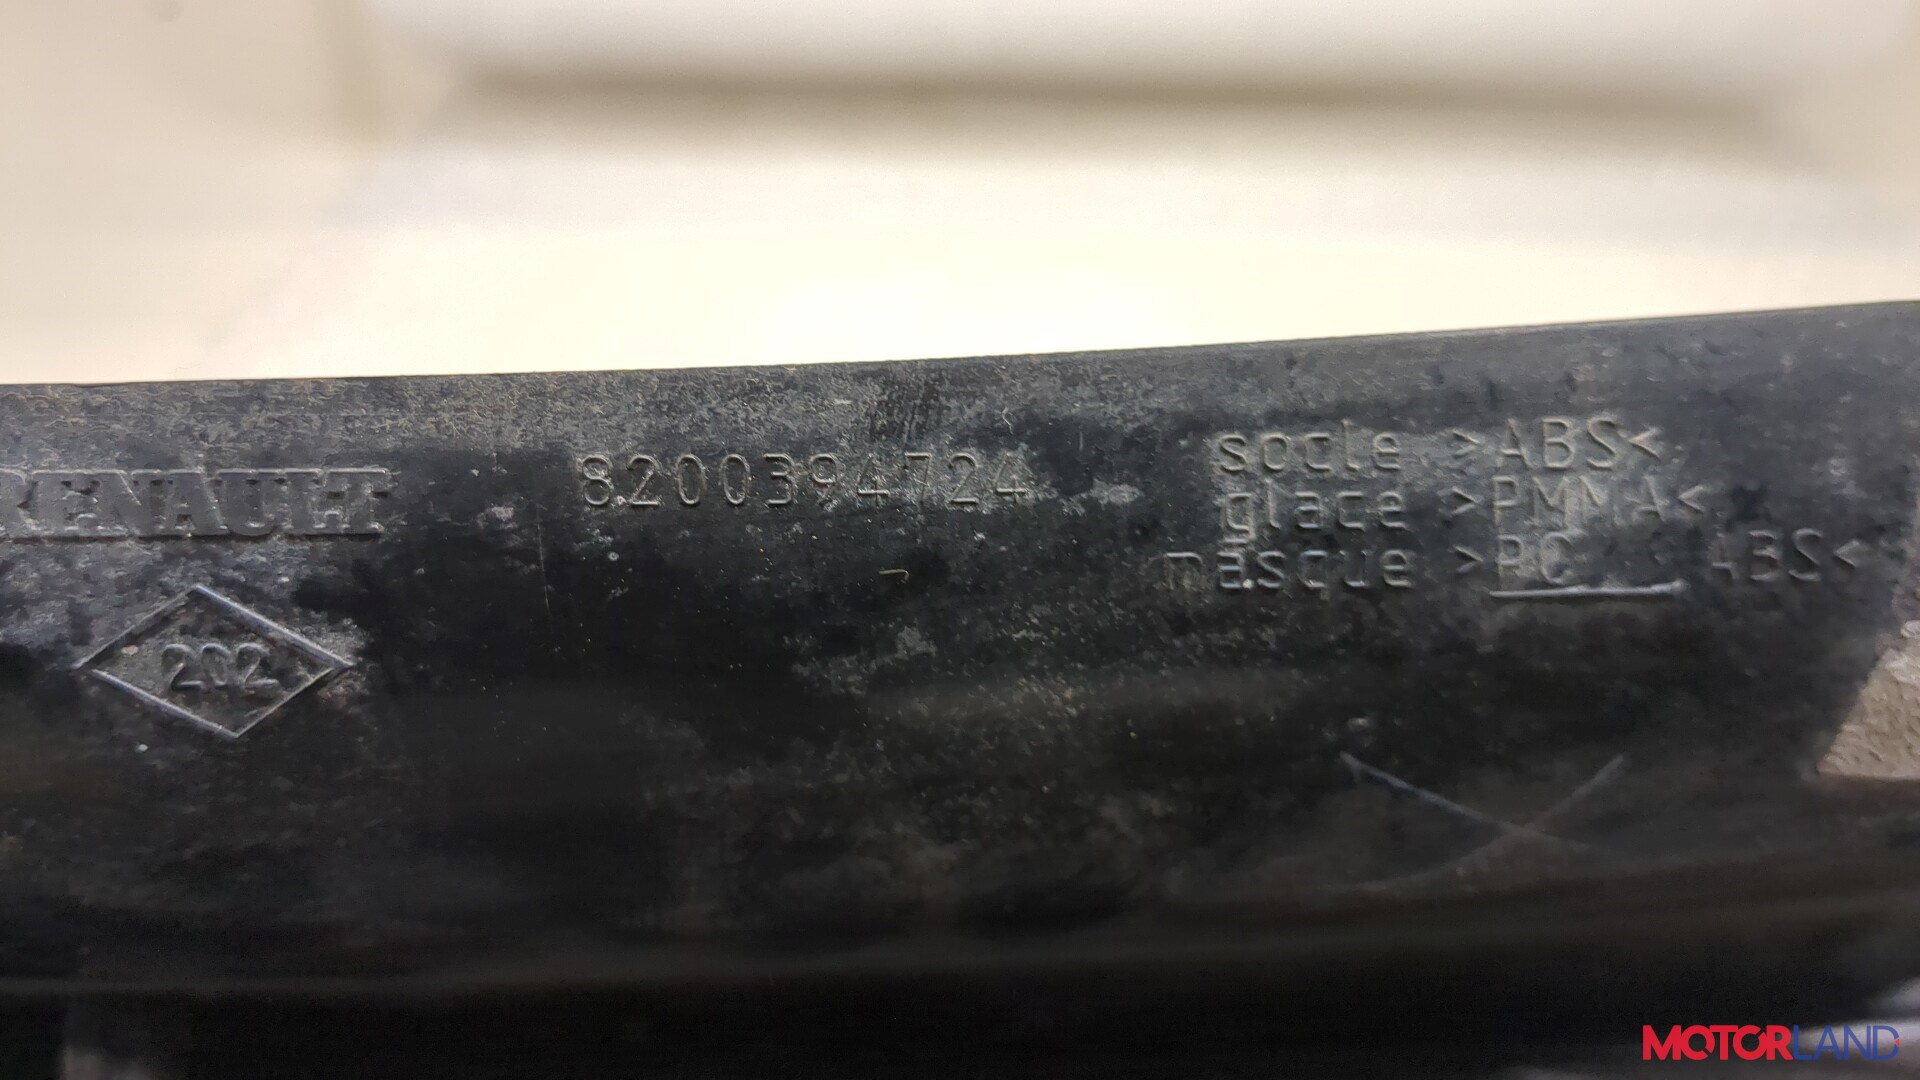 RENAULT
8200394724
socle >ABS<
glace >PMMA<
masque >PC ABS<
202
MOTORLAND